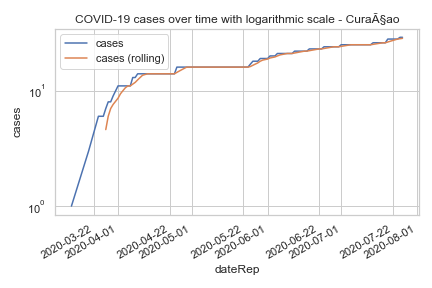 COVID-19 cases over time with logarithmic scale - CuraÃ§ao
cases
cases (rolling)
10¹
10⁰
cases
2020-03-22
2020-04-01
2020-04-22
2020-05-01
2020-05-22
2020-06-01
2020-06-22
2020-07-01
2020-07-22
2020-08-01
dateRep